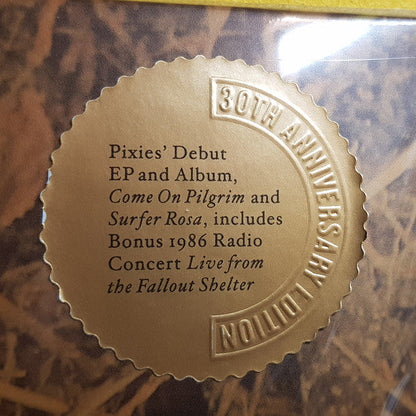 Pixies’ Debut
EP and Album,
Come On Pilgrim and
Surfer Rosa, includes
Bonus 1986 Radio
Concert Live from
the Fallout Shelter
30TH ANNIVERSARY EDITION